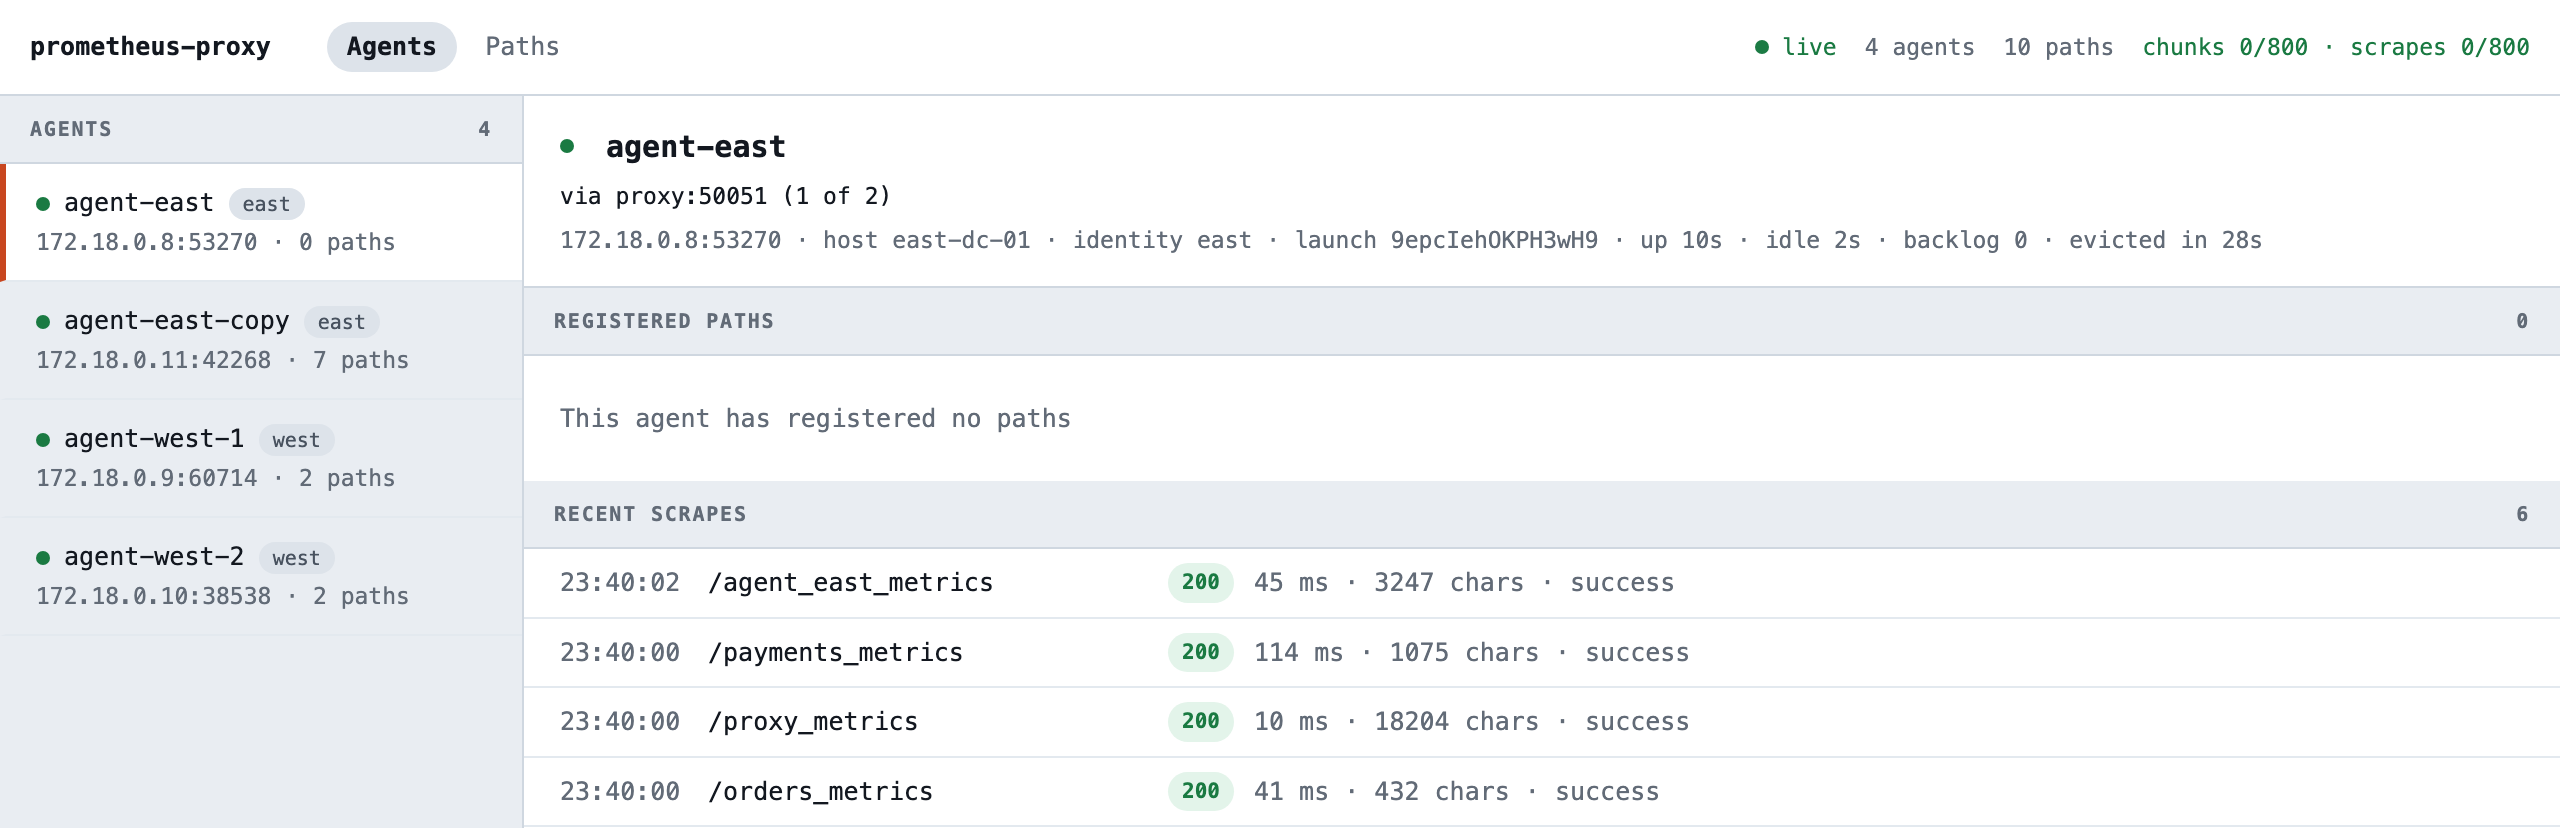 prometheus-proxy Agents Paths live 4 agents 10 paths chunks 0/800 · scrapes 0/800
AGENTS 4
agent-east east
172.18.0.8:53270 · 0 paths
agent-east-copy east
172.18.0.11:42268 · 7 paths
agent-west-1 west
172.18.0.9:60714 · 2 paths
agent-west-2 west
172.18.0.10:38538 · 2 paths
agent-east
via proxy:50051 (1 of 2)
172.18.0.8:53270 · host east-dc-01 · identity east · launch 9epcIehOKPH3wH9 · up 10s · idle 2s · backlog 0 · evicted in 28s
REGISTERED PATHS 0
This agent has registered no paths
RECENT SCRAPES 6
23:40:02 /agent_east_metrics 200 45 ms · 3247 chars · success
23:40:00 /payments_metrics 200 114 ms · 1075 chars · success
23:40:00 /proxy_metrics 200 10 ms · 18204 chars · success
23:40:00 /orders_metrics 200 41 ms · 432 chars · success